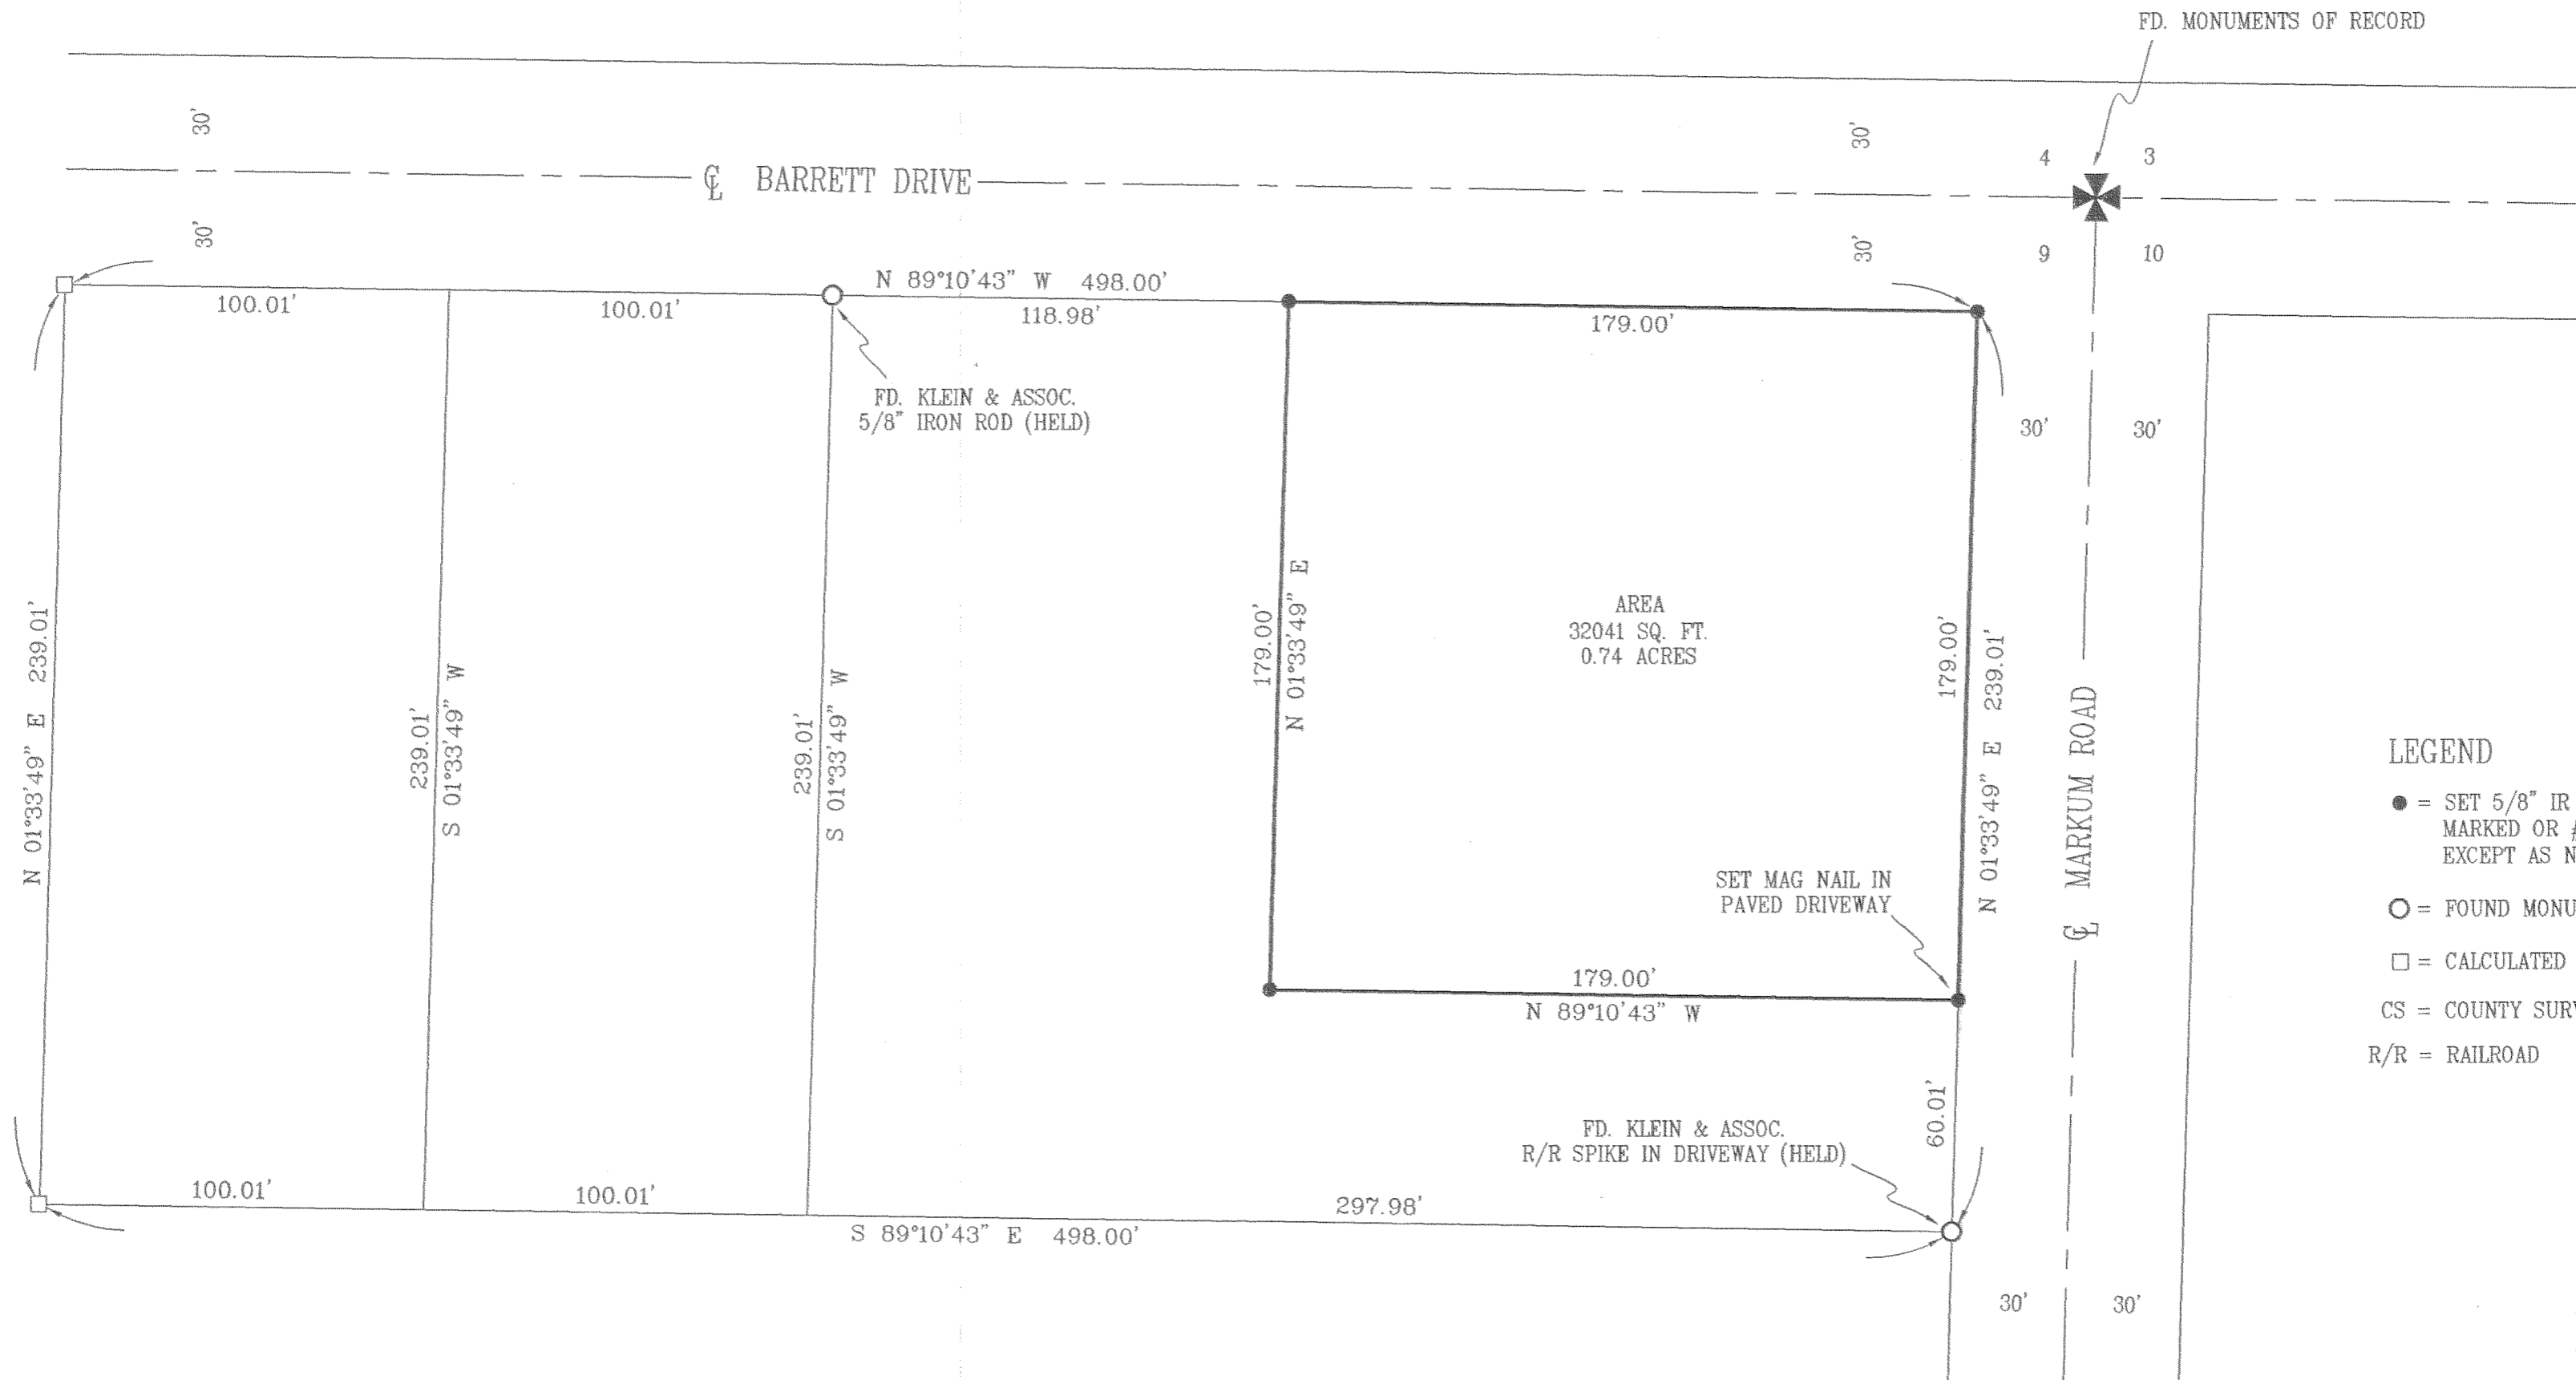 FD. MONUMENTS OF RECORD
30'
30'
4
3
℄ BARRETT DRIVE
30'
30'
9
10
N 89°10'43" W 498.00'
100.01'
100.01'
118.98'
179.00'
FD. KLEIN & ASSOC.
5/8" IRON ROD (HELD)
30'
30'
N 01°33'49" E 239.01'
239.01'
S 01°33'49" W
239.01'
S 01°33'49" W
179.00'
N 01°33'49" E
AREA
32041 SQ. FT.
0.74 ACRES
179.00'
N 01°33'49" E 239.01'
℄ MARKUM ROAD
SET MAG NAIL IN
PAVED DRIVEWAY
179.00'
N 89°10'43" W
60.01'
FD. KLEIN & ASSOC.
R/R SPIKE IN DRIVEWAY (HELD)
100.01'
100.01'
297.98'
S 89°10'43" E 498.00'
30'
30'
LEGEND
● = SET 5/8" IR
MARKED OR
EXCEPT AS
○ = FOUND
□ = CALCULATED
CS = COUNTY
R/R = RAILROAD